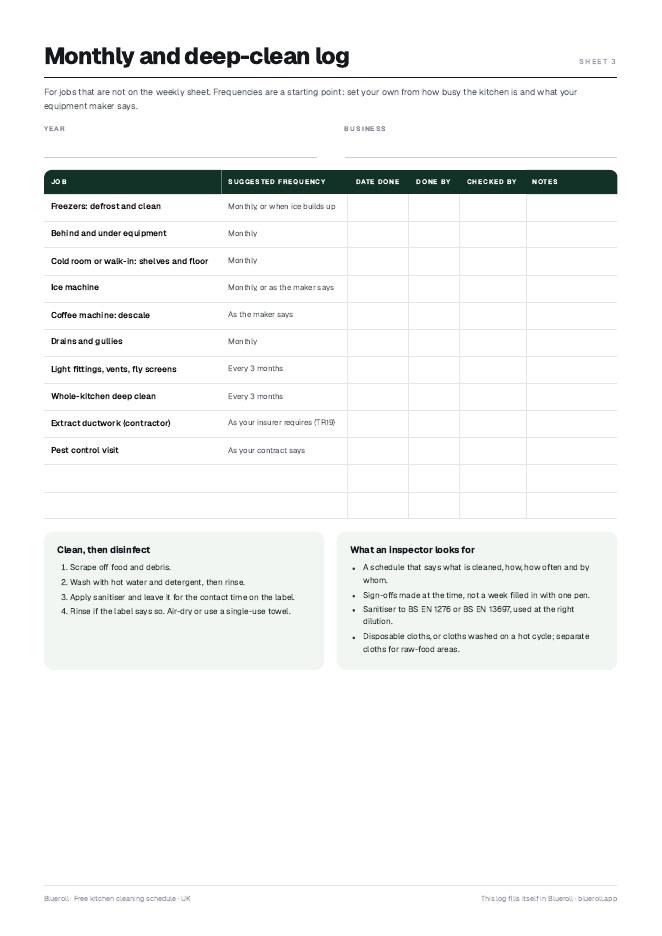 Monthly and deep-clean log
SHEET 3
For jobs that are not on the weekly sheet. Frequencies are a starting point: set your own from how busy the kitchen is and what your
equipment maker says.
YEAR
BUSINESS
JOB SUGGESTED FREQUENCY DATE DONE DONE BY CHECKED BY NOTES
Freezers: defrost and clean Monthly, or when ice builds up
Behind and under equipment Monthly
Cold room or walk-in: shelves and floor Monthly
Ice machine Monthly, or as the maker says
Coffee machine: descale As the maker says
Drains and gullies Monthly
Light fittings, vents, fly screens Every 3 months
Whole-kitchen deep clean Every 3 months
Extract ductwork (contractor) As your insurer requires (TR19)
Pest control visit As your contract says
Clean, then disinfect
1. Scrape off food and debris.
2. Wash with hot water and detergent, then rinse.
3. Apply sanitiser and leave it for the contact time on the label.
4. Rinse if the label says so. Air-dry or use a single-use towel.
What an inspector looks for
• A schedule that says what is cleaned, how, how often and by
whom.
• Sign-offs made at the time, not a week filled in with one pen.
• Sanitiser to BS EN 1276 or BS EN 13697, used at the right
dilution.
• Disposable cloths, or cloths washed on a hot cycle; separate
cloths for raw-food areas.
Blueroll · Free kitchen cleaning schedule · UK
This log fills itself in Blueroll · blueroll.app